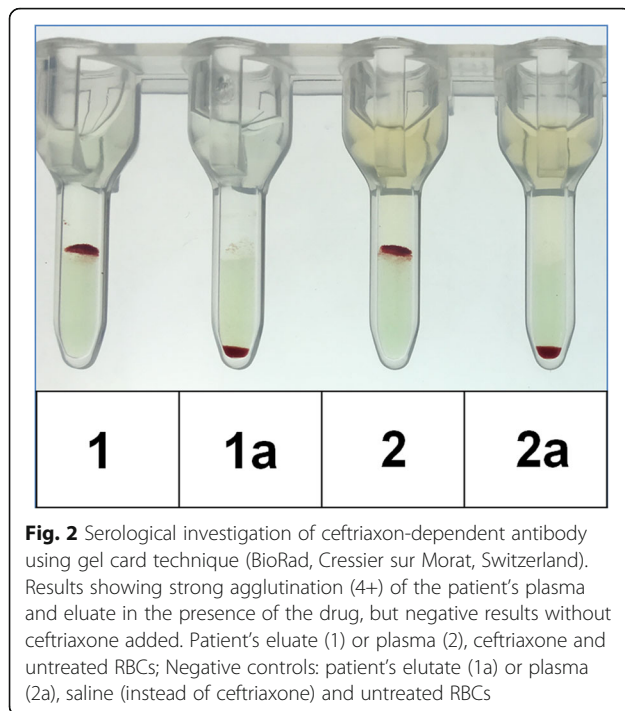 1 1a 2 2a
Fig. 2 Serological investigation of ceftriaxon-dependent antibody
using gel card technique (BioRad, Cressier sur Morat, Switzerland).
Results showing strong agglutination (4+) of the patient's plasma
and eluate in the presence of the drug, but negative results without
ceftriaxone added. Patient's eluate (1) or plasma (2), ceftriaxone and
untreated RBCs; Negative controls: patient's elutate (1a) or plasma
(2a), saline (instead of ceftriaxone) and untreated RBCs